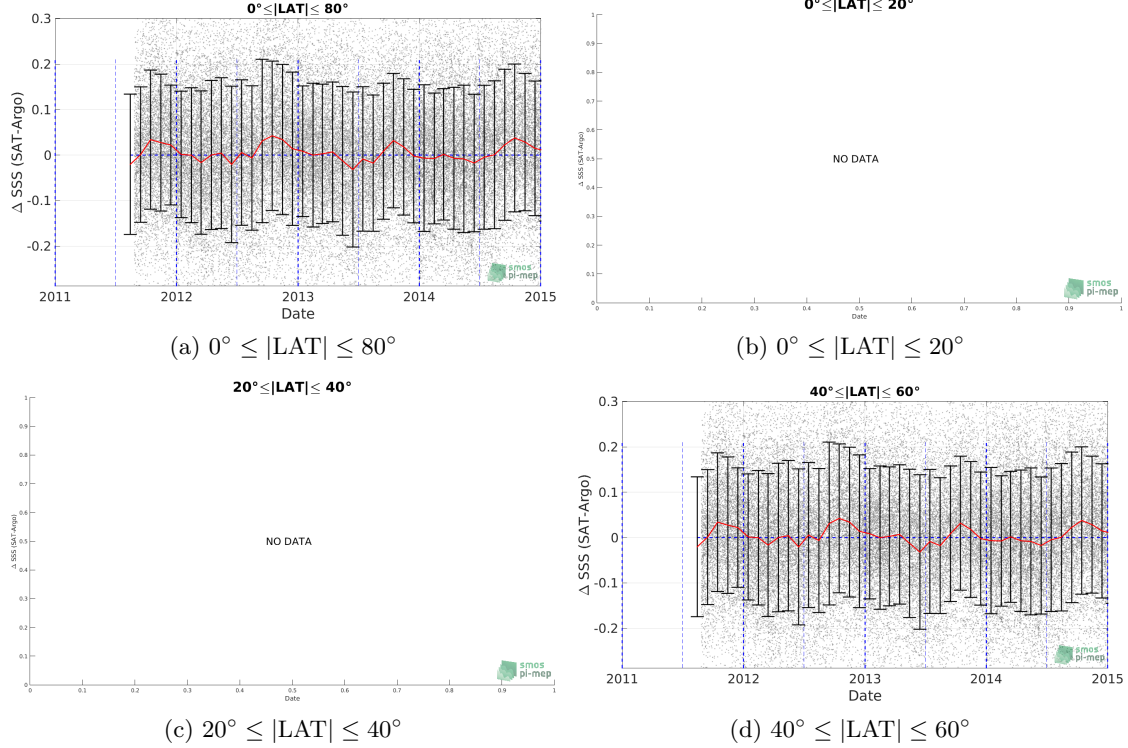 0°≤|LAT|≤ 80°
0.3
0.2
0.1
0
-0.1
-0.2
Δ SSS (SAT-Argo)
2011 2012 2013 2014 2015
Date
smos
pi-mep
(a) 0° ≤ |LAT| ≤ 80°
0°≤|LAT|≤ 20°
1
0.9
0.8
0.7
0.6
0.5
0.4
0.3
0.2
0.1
0
Δ SSS (SAT-Argo)
NO DATA
0 0.1 0.2 0.3 0.4 0.5 0.6 0.7 0.8 0.9 1
Date
smos
pi-mep
(b) 0° ≤ |LAT| ≤ 20°
20°≤|LAT|≤ 40°
1
0.9
0.8
0.7
0.6
0.5
0.4
0.3
0.2
0.1
0
Δ SSS (SAT-Argo)
NO DATA
0 0.1 0.2 0.3 0.4 0.5 0.6 0.7 0.8 0.9 1
Date
smos
pi-mep
(c) 20° ≤ |LAT| ≤ 40°
40°≤|LAT|≤ 60°
0.3
0.2
0.1
0
-0.1
-0.2
Δ SSS (SAT-Argo)
2011 2012 2013 2014 2015
Date
smos
pi-mep
(d) 40° ≤ |LAT| ≤ 60°